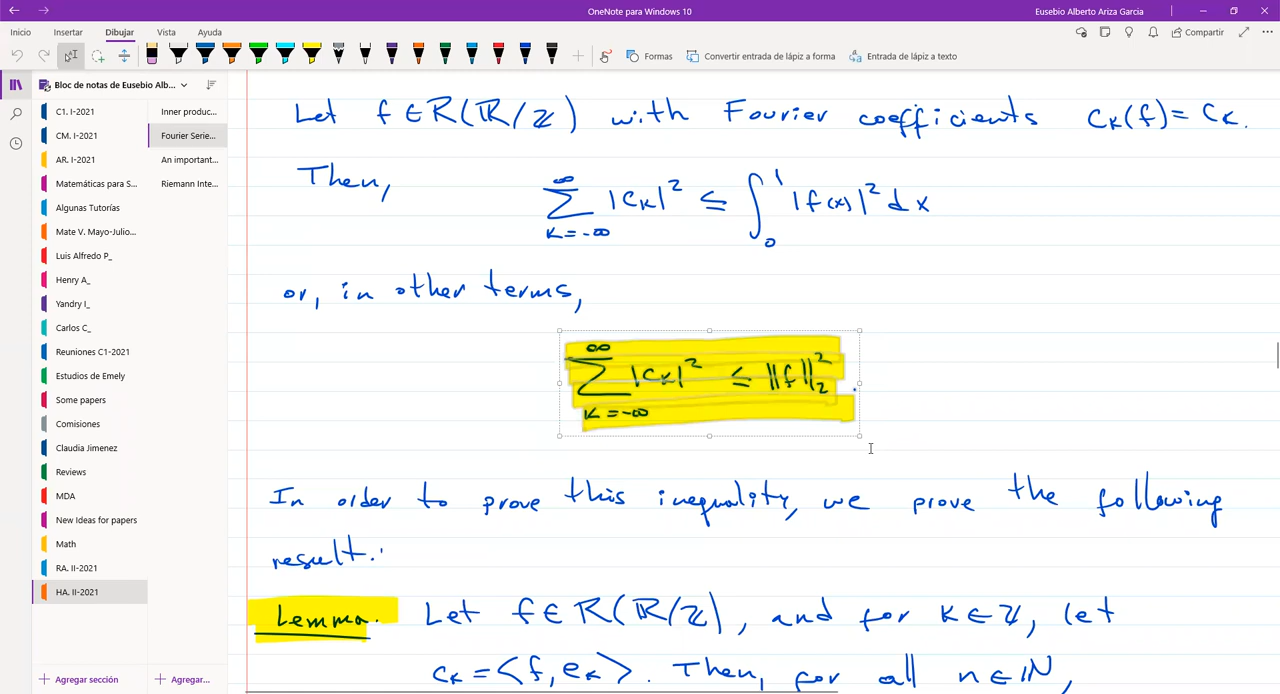 OneNote para Windows 10
Eusebio Alberto Ariza Garcia
Inicio Insertar Dibujar Vista Ayuda
Compartir
Formas Convertir entrada de lápiz a forma Entrada de lápiz a texto
Bloc de notas de Eusebio Alb...
C1. I-2021
CM. I-2021
AR. I-2021
Matemáticas para S...
Algunas Tutorías
Mate V. Mayo-Julio...
Luis Alfredo P_
Henry A_
Yandry I_
Carlos C_
Reuniones C1-2021
Estudios de Emely
Some papers
Comisiones
Claudia Jimenez
Reviews
MDA
New Ideas for papers
Math
RA. II-2021
HA. II-2021
Agregar sección
Inner produc...
Fourier Serie...
An important...
Riemann Inte...
Agregar...
Let f ∈ R(ℝ/ℤ) with Fourier coefficients C_K(f) = C_K.
Then,
∑_{K=-∞}^{∞} |C_K|² ≤ ∫_0^1 |f(x)|² dx
or, in other terms,
∑_{K=-∞}^{∞} |C_K|² ≤ ||f||_2^2.
In order to prove this inequality, we prove the following
result:
Lemma. Let f ∈ R(ℝ/ℤ), and for K ∈ ℤ, let
C_K = <f, e_K>. Then, for all n ∈ ℕ,